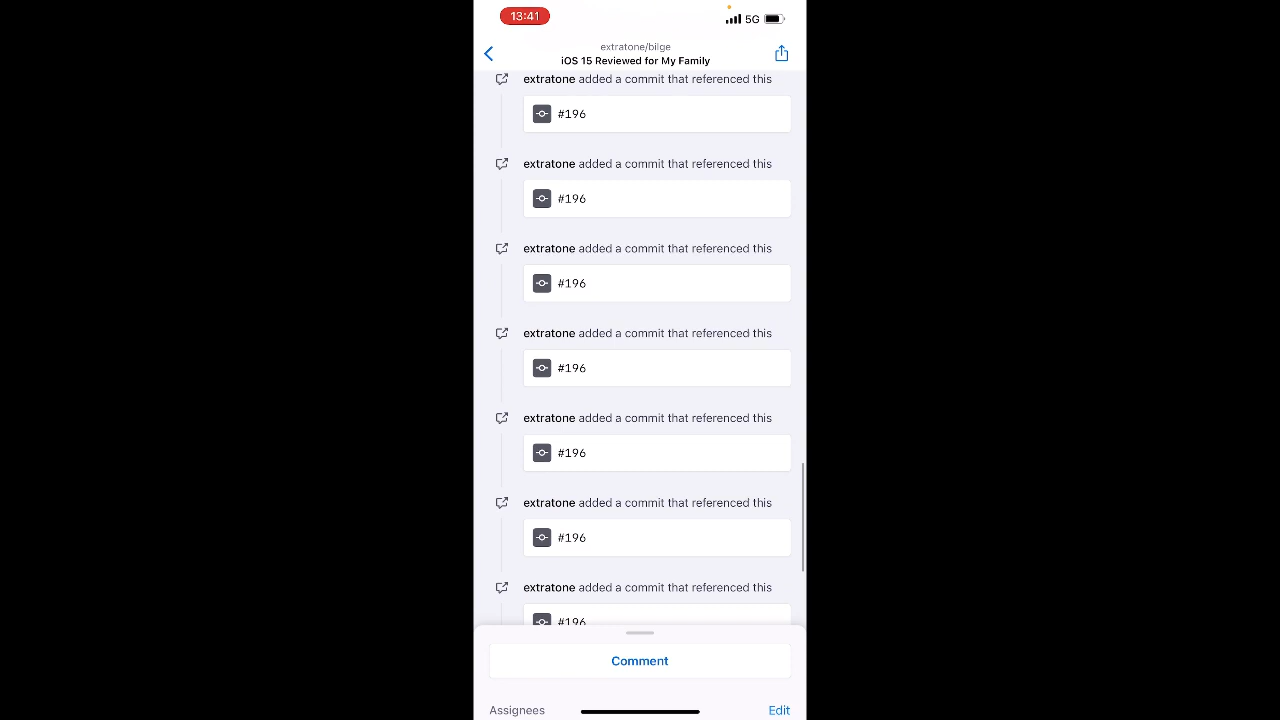 13:41
5G
extratone/bilge
iOS 15 Reviewed for My Family
extratone added a commit that referenced this
#196
extratone added a commit that referenced this
#196
extratone added a commit that referenced this
#196
extratone added a commit that referenced this
#196
extratone added a commit that referenced this
#196
extratone added a commit that referenced this
#196
extratone added a commit that referenced this
#196
Comment
Assignees
Edit